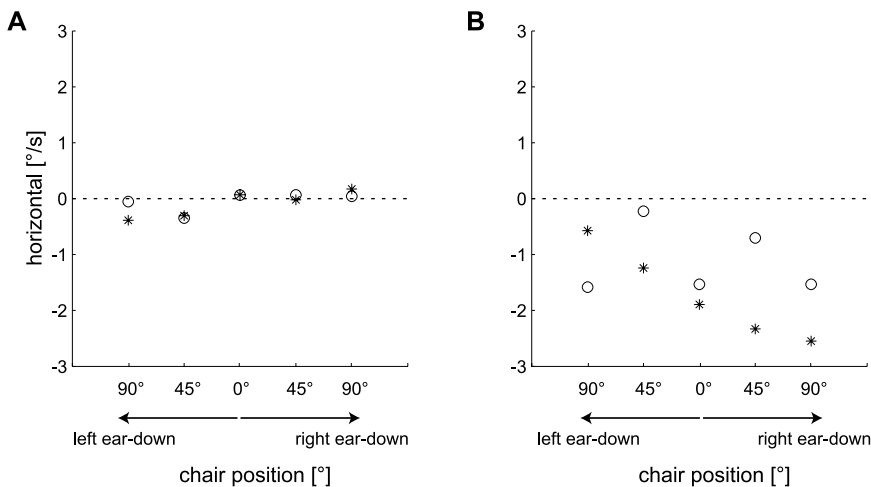 A
B
3
2
1
0
-1
-2
-3
horizontal [°/s]
90° 45° 0° 45° 90°
left ear-down right ear-down
chair position [°]
3
2
1
0
-1
-2
-3
90° 45° 0° 45° 90°
left ear-down right ear-down
chair position [°]